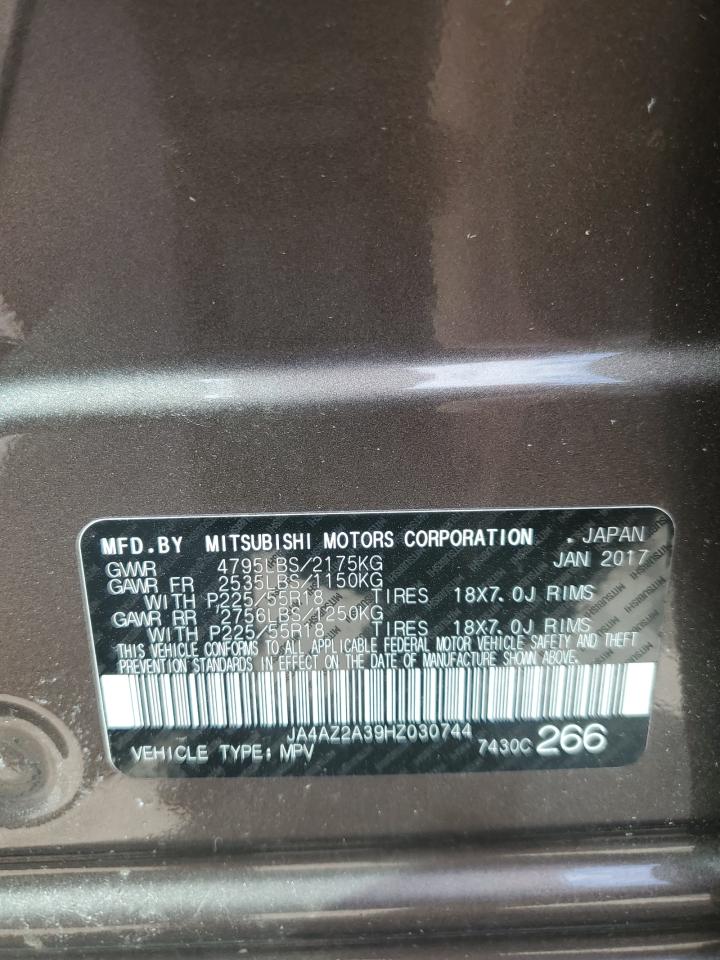 MFD.BY MITSUBISHI MOTORS CORPORATION . JAPAN
GVWR 4795LBS/2175KG JAN 2017
GAWR FR 2535LBS/1150KG
WITH P225/55R18 TIRES 18X7.0J RIMS
GAWR RR 2756LBS/1250KG
WITH P225/55R18 TIRES 18X7.0J RIMS
THIS VEHICLE CONFORMS TO ALL APPLICABLE FEDERAL MOTOR VEHICLE SAFETY AND THEFT
PREVENTION STANDARDS IN EFFECT ON THE DATE OF MANUFACTURE SHOWN ABOVE.
JA4AZ2A39HZ030744
VEHICLE TYPE: MPV 7430C 266